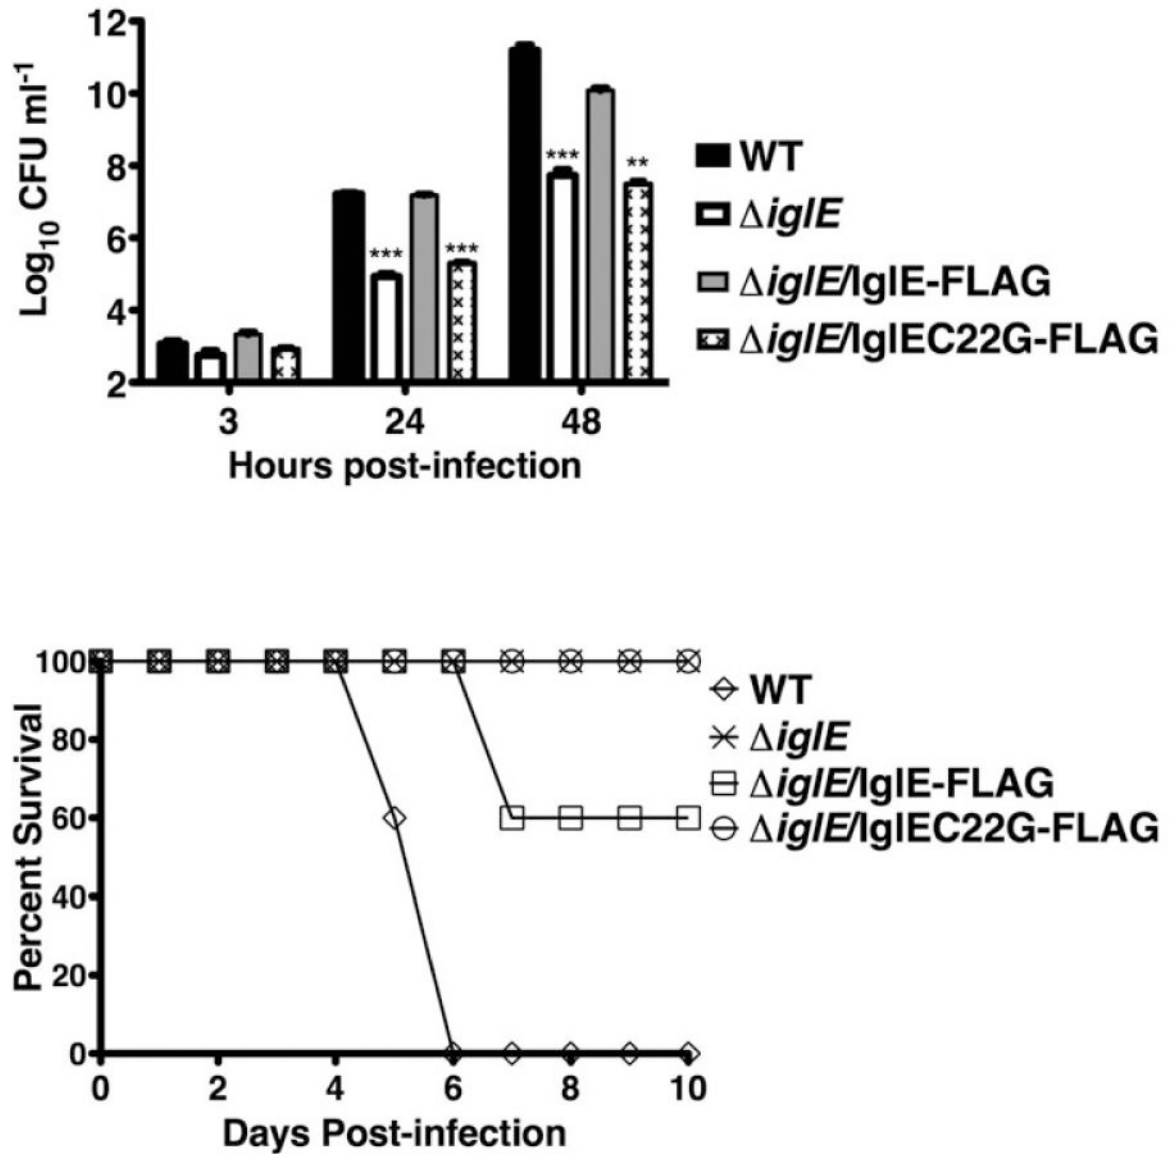 12
10
8
6
4
2
Log10 CFU ml-1
***
***
***
**
3 24 48
Hours post-infection
WT
ΔiglE
ΔiglE/IglE-FLAG
ΔiglE/IglEC22G-FLAG
100
80
60
40
20
0
Percent Survival
0 2 4 6 8 10
Days Post-infection
WT
ΔiglE
ΔiglE/IglE-FLAG
ΔiglE/IglEC22G-FLAG